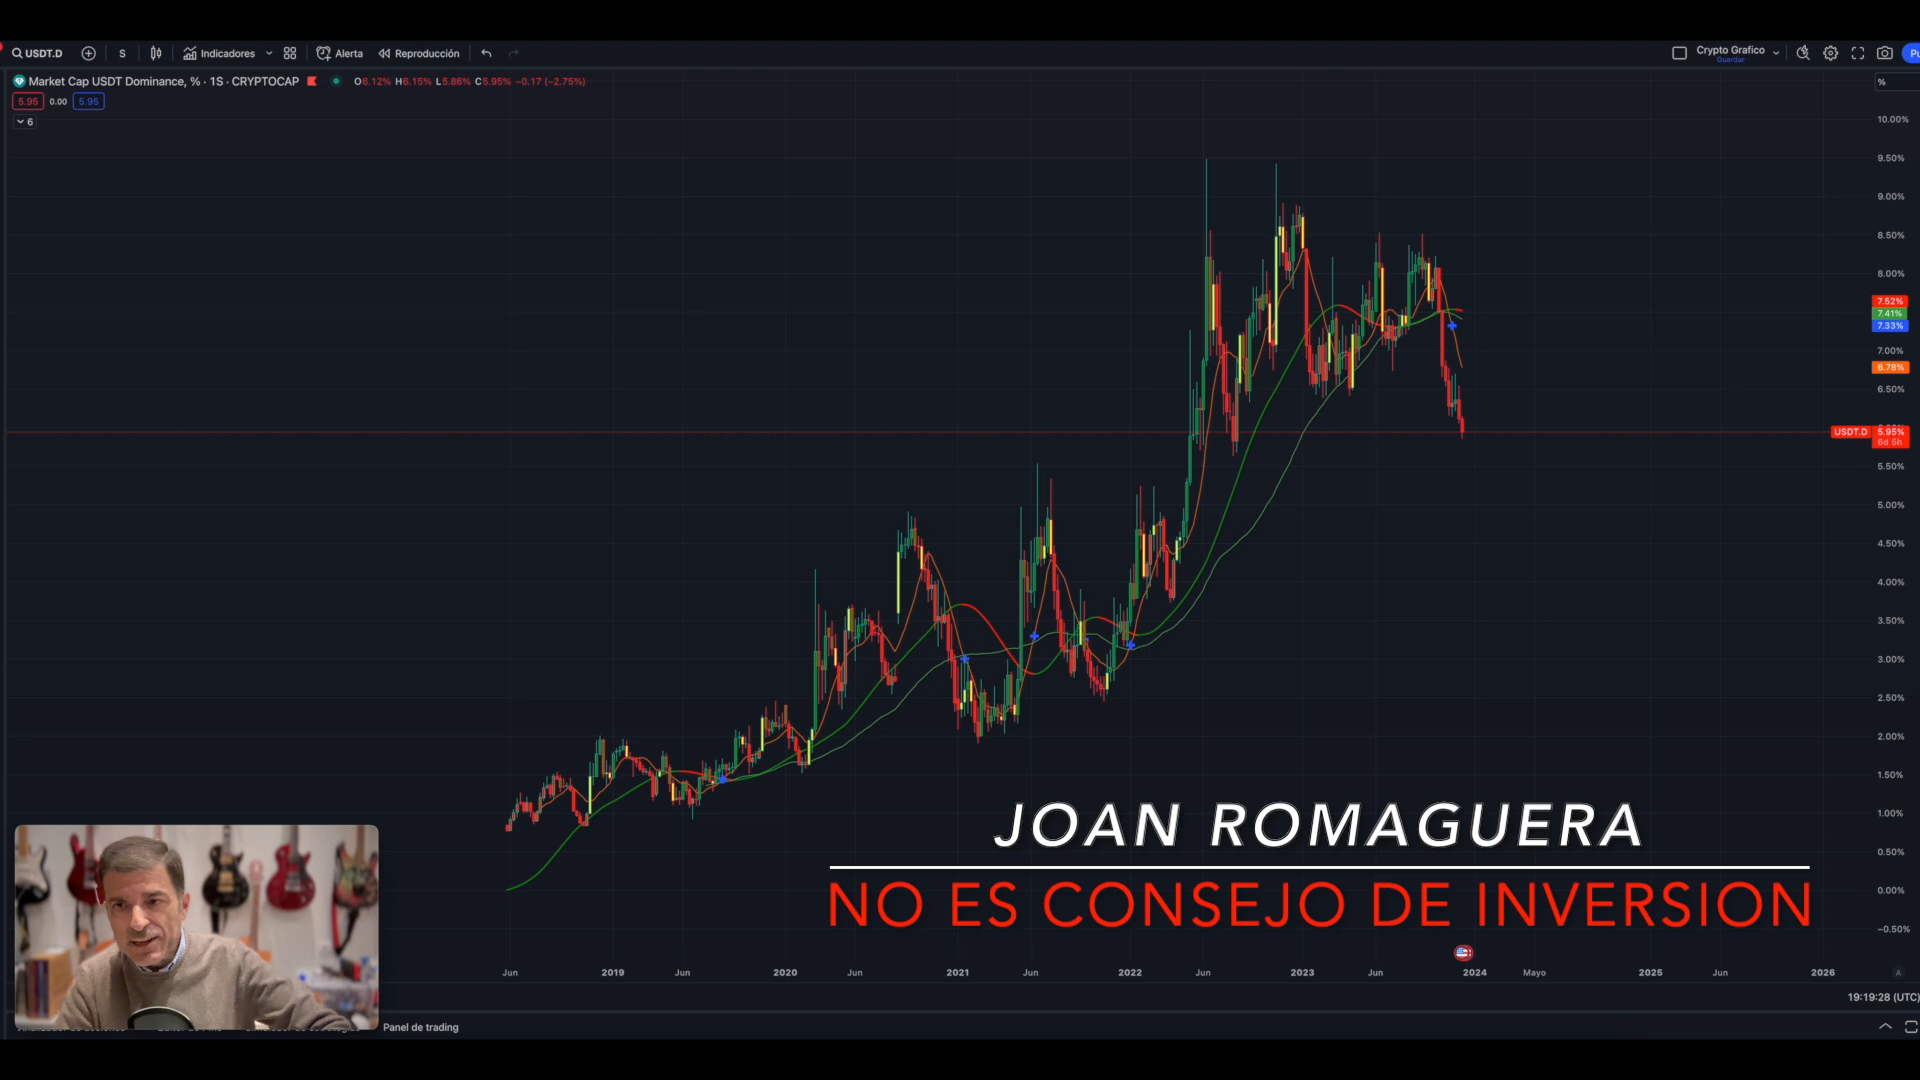 USDT.D
S
Indicadores
Alerta
Reproducción
Crypto Grafico
Guardar
Pu
Market Cap USDT Dominance, % · 1S · CRYPTOCAP
O6.12% H6.15% L5.86% C5.95% −0.17 (−2.75%)
5.95 0.00 5.95
6
%
10.00%
9.50%
9.00%
8.50%
8.00%
7.52%
7.41%
7.33%
7.00%
6.78%
6.50%
USDT.D 5.95%
6d 5h
5.50%
5.00%
4.50%
4.00%
3.50%
3.00%
2.50%
2.00%
1.50%
1.00%
0.50%
0.00%
−0.50%
JOAN ROMAGUERA
NO ES CONSEJO DE INVERSION
Jun 2019 Jun 2020 Jun 2021 Jun 2022 Jun 2023 Jun 2024 Mayo 2025 Jun 2026 A
19:19:28 (UTC)
Panel de trading